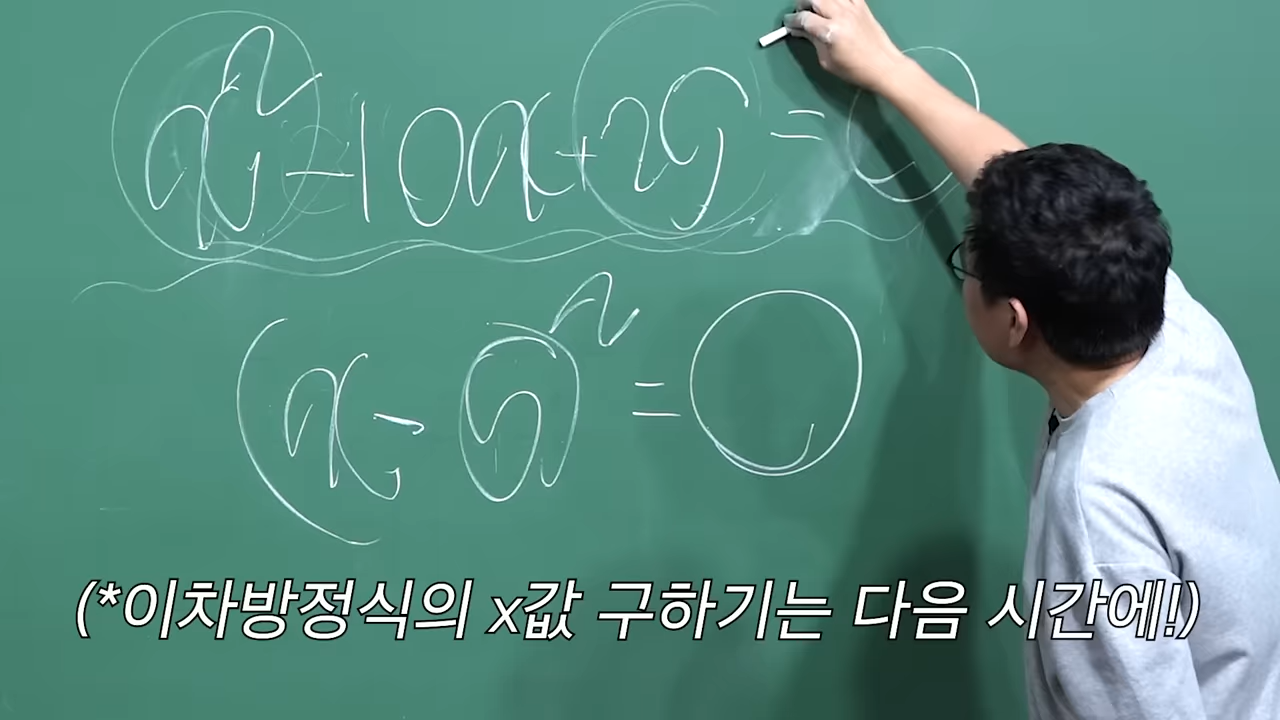 x² - 10x + 25 = 0
(x - 5)² = 0
(*이차방정식의 x값 구하기는 다음 시간에!)